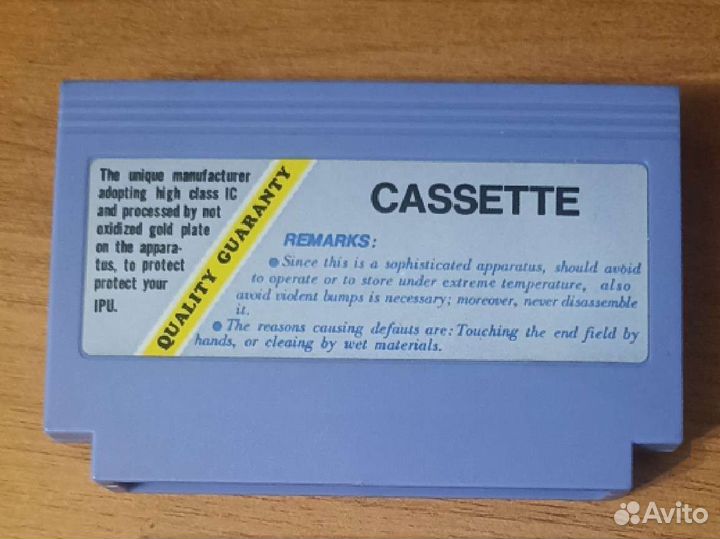 The unique manufacturer
adopting high class IC
and processed by not
oxidized gold plate
on the appara-
tus, to protect
protect your
IPU.
QUALITY GUARANTY
CASSETTE
REMARKS:
● Since this is a sophisticated apparatus, should avoid
to operate or to store under extreme temperature, also
avoid violent bumps is necessary; moreover, never disassemble
it.
● The reasons causing defauts are: Touching the end field by
hands, or cleaing by wet materials.
Avito